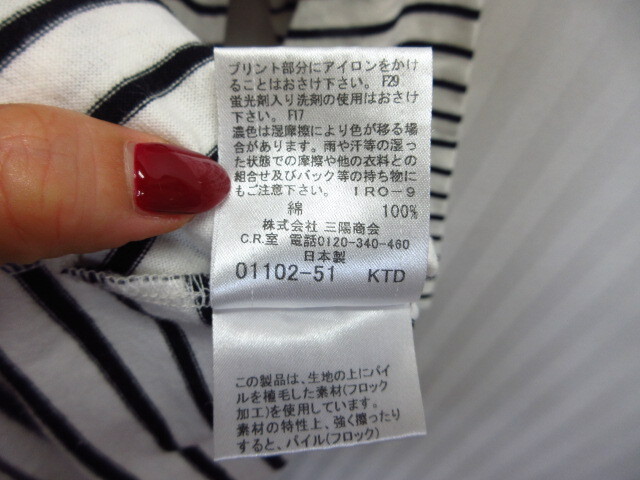 プリント部分にアイロンをかけ
ることはおさけ下さい。 F29
蛍光剤入り洗剤の使用はおさけ
下さい。 F17
濃色は湿摩擦により色が移る場
合があります。雨や汗等の湿っ
た状態での摩擦や他の衣料との
組合せ及びバック等の持ち物に
もご注意下さい。 IRO-9
綿 100%
株式会社 三陽商会
C.R.室 電話0120-340-460
日本製
01102-51 KTD
この製品は、生地の上にパイ
ルを植毛した素材(フロック
加工)を使用しています。
素材の特性上、強く擦ったり
すると、パイル(フロック)